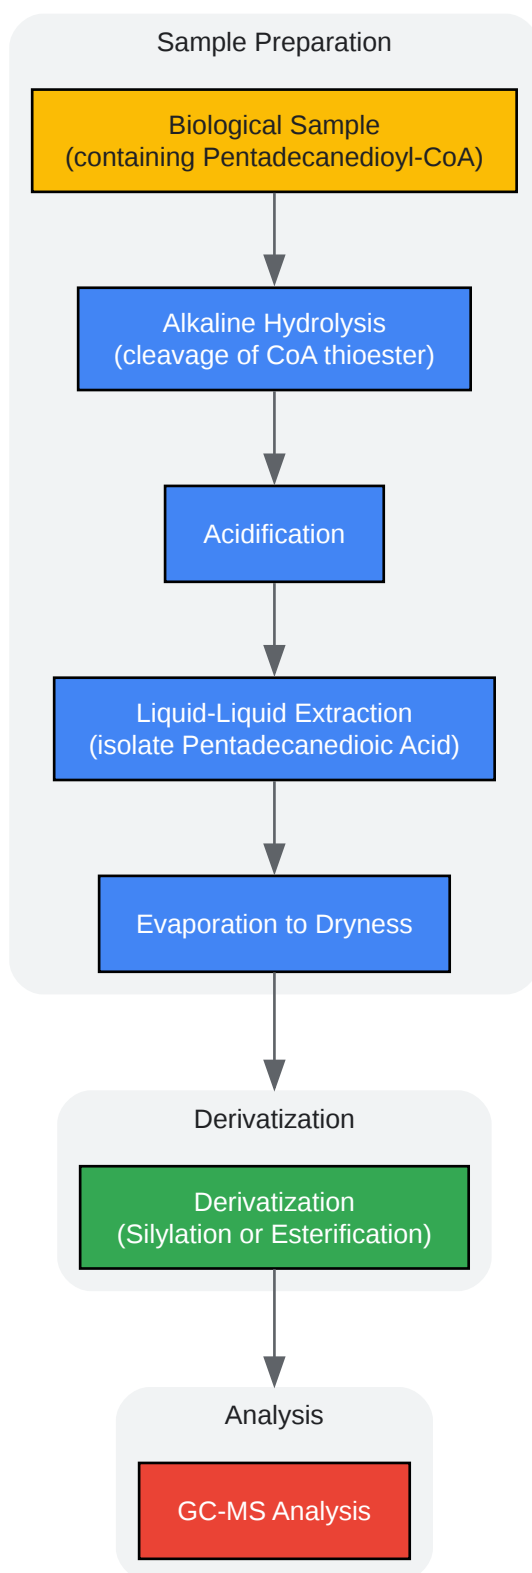 Sample Preparation
Biological Sample
(containing Pentadecanedioyl-CoA)
Alkaline Hydrolysis
(cleavage of CoA thioester)
Acidification
Liquid-Liquid Extraction
(isolate Pentadecanedioic Acid)
Evaporation to Dryness
Derivatization
Derivatization
(Silylation or Esterification)
Analysis
GC-MS Analysis